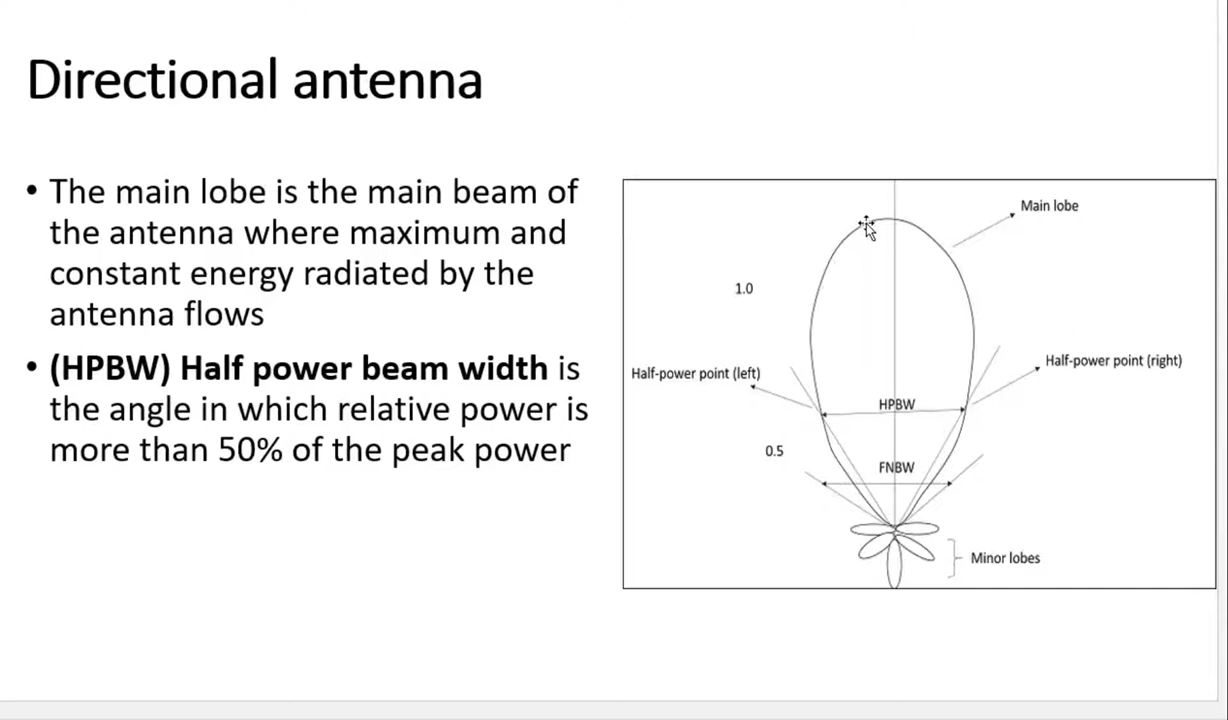 Directional antenna
• The main lobe is the main beam of
the antenna where maximum and
constant energy radiated by the
antenna flows
• (HPBW) Half power beam width is
the angle in which relative power is
more than 50% of the peak power
Main lobe
1.0
Half-power point (left)
Half-power point (right)
HPBW
0.5
FNBW
Minor lobes